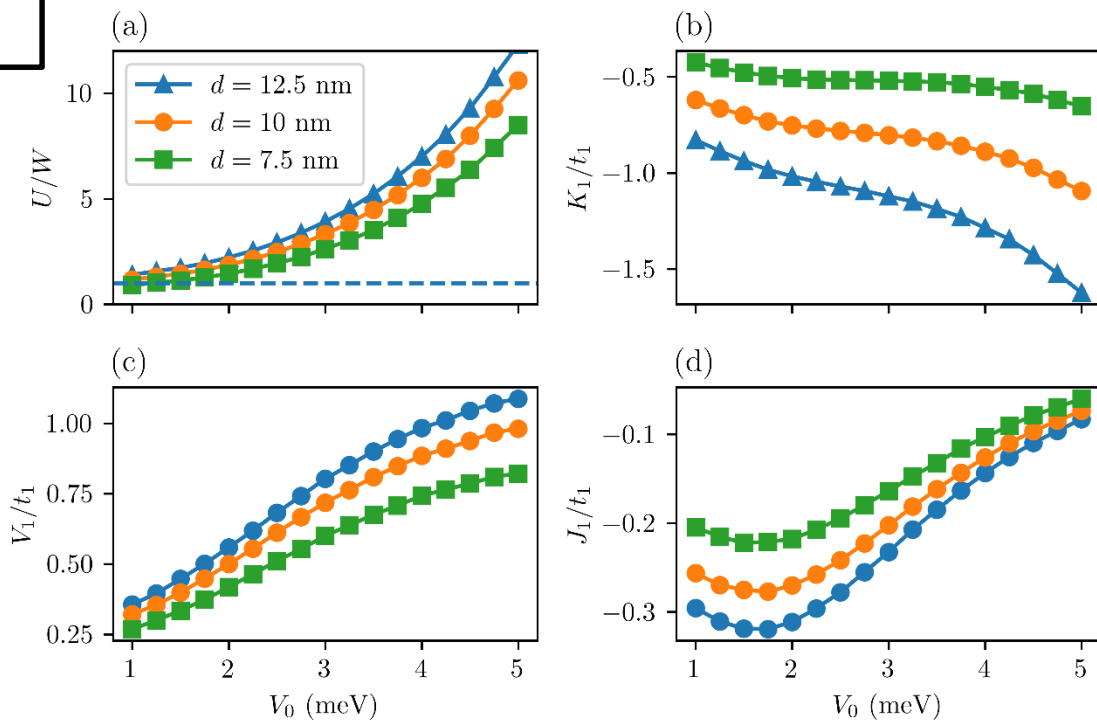 (a)
U/W
10
5
0
d = 12.5 nm
d = 10 nm
d = 7.5 nm
(b)
K₁/t₁
−0.5
−1.0
−1.5
(c)
V₁/t₁
1.00
0.75
0.50
0.25
1 2 3 4 5
V₀ (meV)
(d)
J₁/t₁
−0.1
−0.2
−0.3
1 2 3 4 5
V₀ (meV)